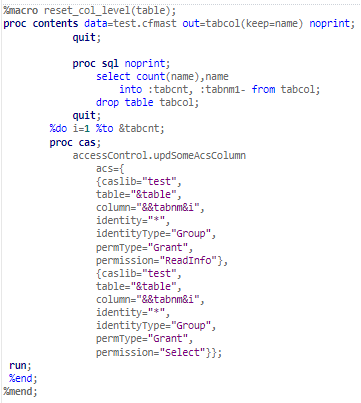 %macro reset_col_level(table);
proc contents data=test.cfmast out=tabcol(keep=name) noprint;
quit;
proc sql noprint;
select count(name),name
into :tabcnt, :tabnm1- from tabcol;
drop table tabcol;
quit;
%do i=1 %to &tabcnt;
proc cas;
accessControl.updSomeAcsColumn
acs={
{caslib="test",
table="&table",
column="&&tabnm&i",
identity="*",
identityType="Group",
permType="Grant",
permission="ReadInfo"},
{caslib="test",
table="&table",
column="&&tabnm&i",
identity="*",
identityType="Group",
permType="Grant",
permission="Select"}};
run;
%end;
%mend;